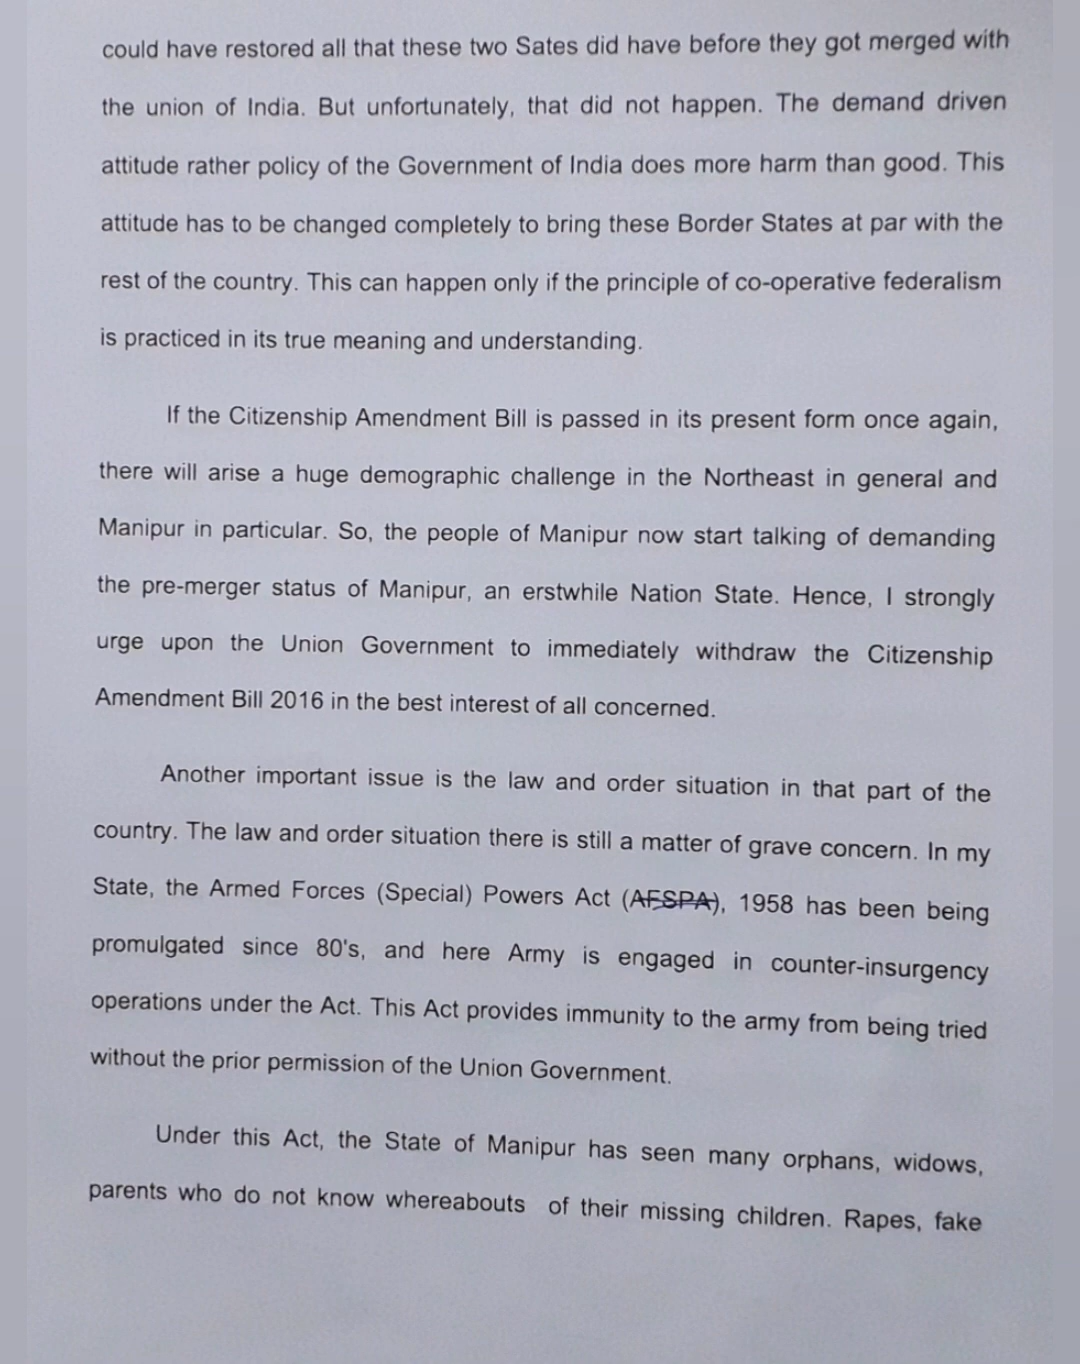 could have restored all that these two Sates did have before they got merged with
the union of India. But unfortunately, that did not happen. The demand driven
attitude rather policy of the Government of India does more harm than good. This
attitude has to be changed completely to bring these Border States at par with the
rest of the country. This can happen only if the principle of co-operative federalism
is practiced in its true meaning and understanding.
If the Citizenship Amendment Bill is passed in its present form once again,
there will arise a huge demographic challenge in the Northeast in general and
Manipur in particular. So, the people of Manipur now start talking of demanding
the pre-merger status of Manipur, an erstwhile Nation State. Hence, I strongly
urge upon the Union Government to immediately withdraw the Citizenship
Amendment Bill 2016 in the best interest of all concerned.
Another important issue is the law and order situation in that part of the
country. The law and order situation there is still a matter of grave concern. In my
State, the Armed Forces (Special) Powers Act (AFSPA), 1958 has been being
promulgated since 80's, and here Army is engaged in counter-insurgency
operations under the Act. This Act provides immunity to the army from being tried
without the prior permission of the Union Government.
Under this Act, the State of Manipur has seen many orphans, widows,
parents who do not know whereabouts of their missing children. Rapes, fake